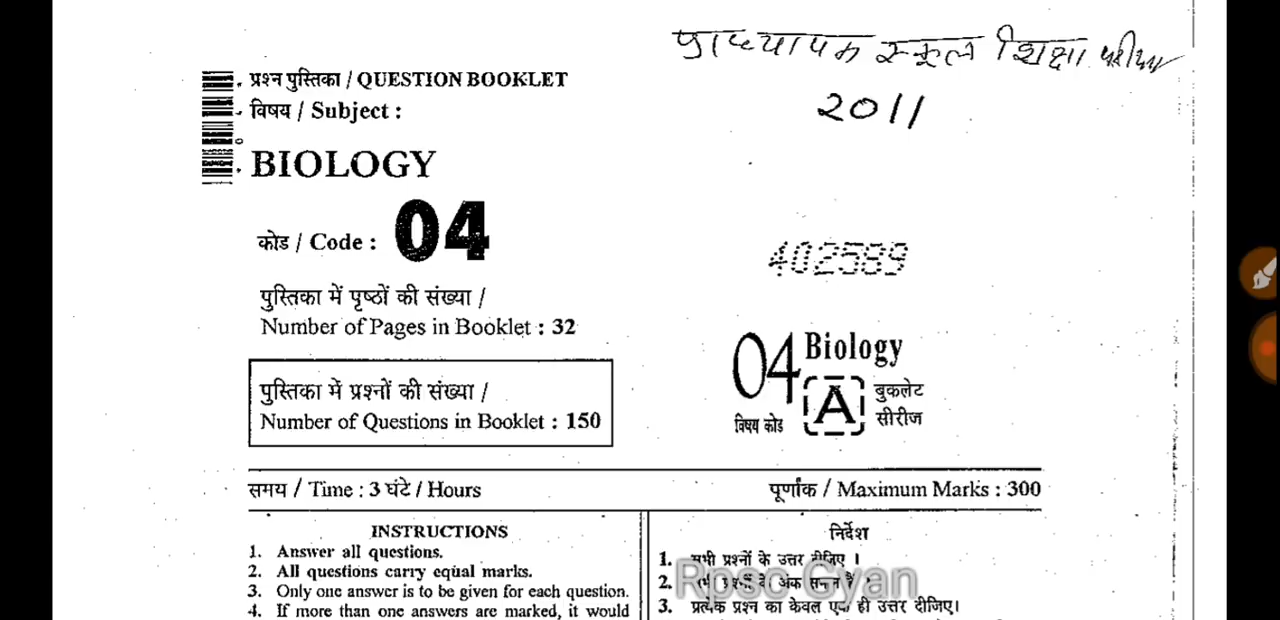 प्राध्यापक स्कूल शिक्षा परीक्षा
2011
प्रश्न पुस्तिका / QUESTION BOOKLET
विषय / Subject :
BIOLOGY
कोड / Code : 04
402589
पुस्तिका में पृष्ठों की संख्या /
Number of Pages in Booklet : 32
04 Biology
विषय कोड
A
बुकलेट
सीरीज
पुस्तिका में प्रश्नों की संख्या /
Number of Questions in Booklet : 150
समय / Time : 3 घंटे / Hours
पूर्णांक / Maximum Marks : 300
INSTRUCTIONS
1. Answer all questions.
2. All questions carry equal marks.
3. Only one answer is to be given for each question.
4. If more than one answers are marked, it would
निर्देश
1. सभी प्रश्नों के उत्तर दीजिए ।
2. सभी प्रश्नों के अंक समान हैं ।
3. प्रत्येक प्रश्न का केवल एक ही उत्तर दीजिए।
Rpsc Gyan